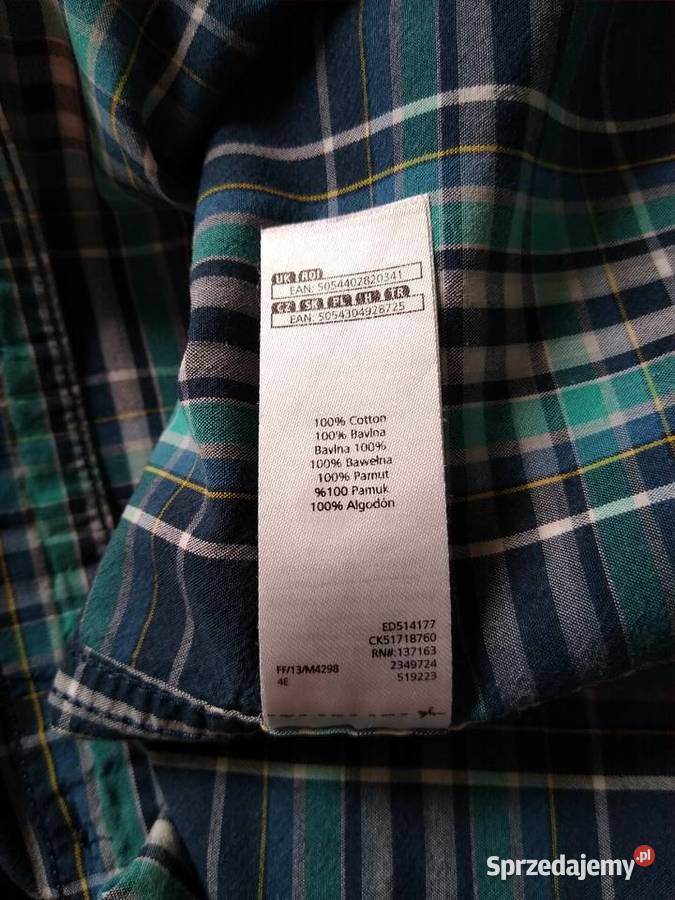 UK ROI
EAN: 5054402820341
CZ SK PL H TR
EAN: 5054304928725
100% Cotton
100% Bavlna
Bavlna 100%
100% Bawełna
100% Pamut
%100 Pamuk
100% Algodón
ED514177
CK51718760
RN#:137163
FF/13/M4298 2349724
4E 519223
Sprzedajemy.pl